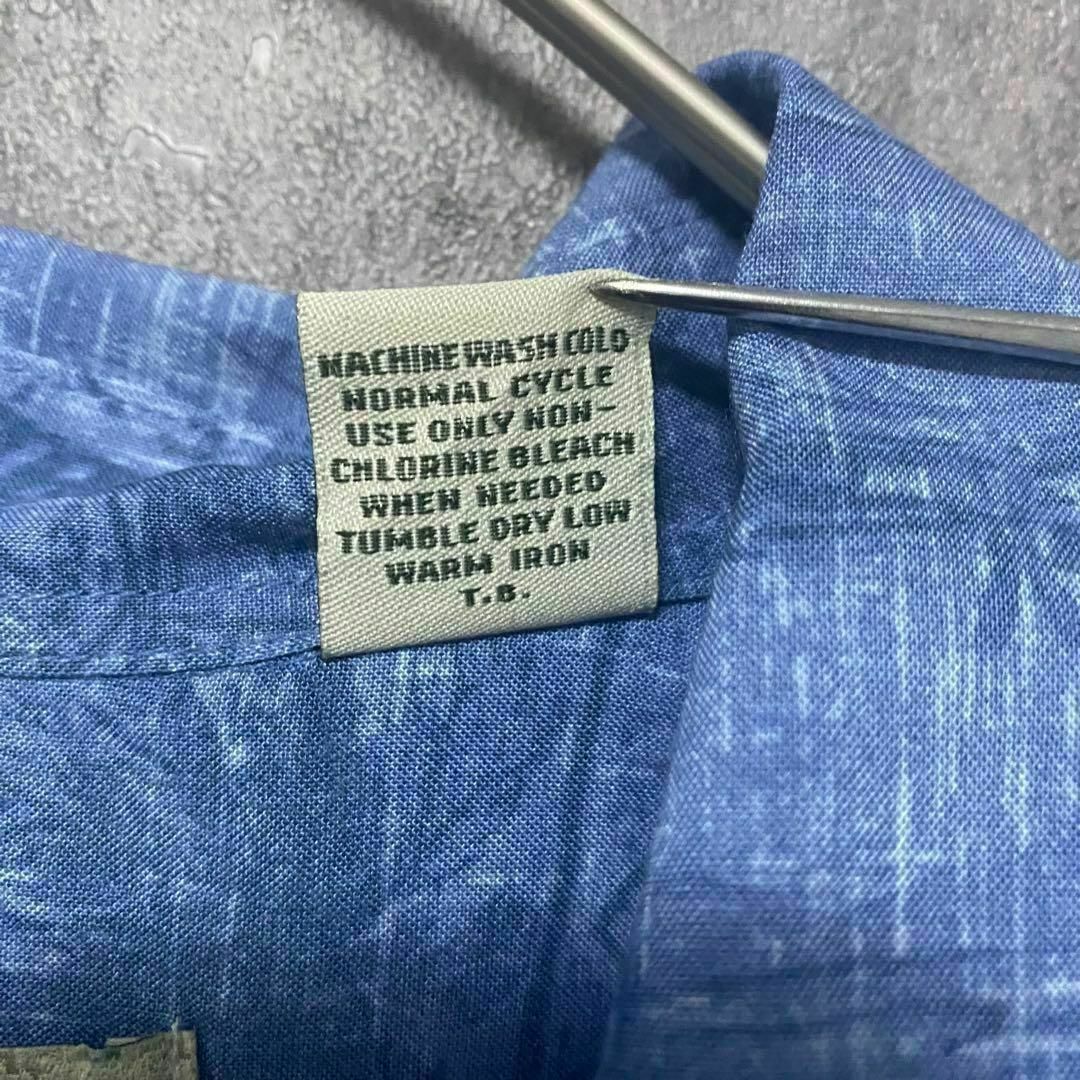 MACHINE WASH COLD
NORMAL CYCLE
USE ONLY NON-
CHLORINE BLEACH
WHEN NEEDED
TUMBLE DRY LOW
WARM IRON
T.B.